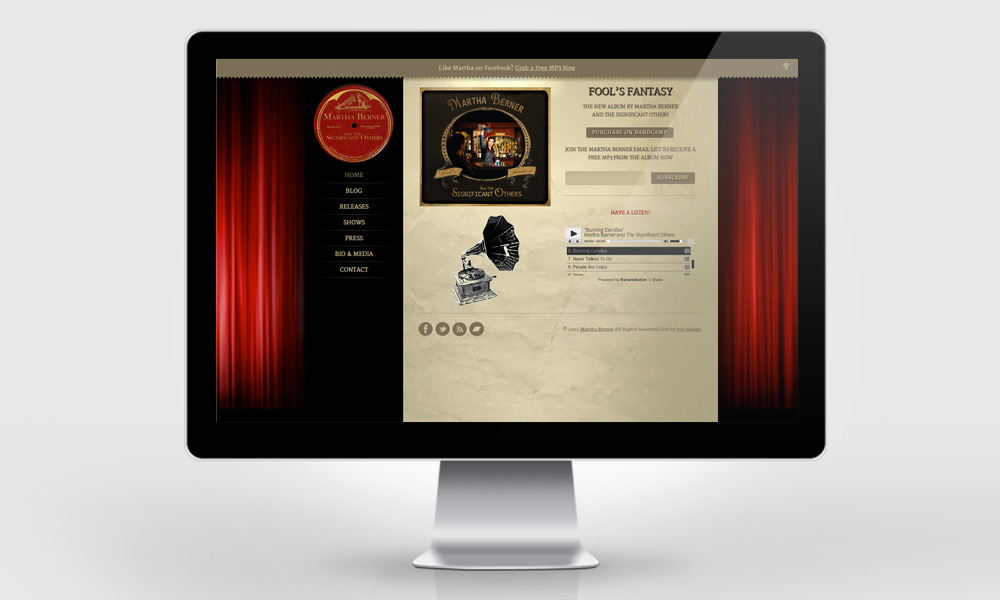 Like Martha on Facebook? Grab a Free MP3 Now
MARTHA BERNER
AND THE
SIGNIFICANT OTHERS
HOME
BLOG
RELEASES
SHOWS
PRESS
BIO & MEDIA
CONTACT
MARTHA BERNER
AND THE
SIGNIFICANT OTHERS
FOOL'S FANTASY
THE NEW ALBUM BY MARTHA BERNER
AND THE SIGNIFICANT OTHERS
PURCHASE ON BANDCAMP
JOIN THE MARTHA BERNER EMAIL LIST TO RECEIVE A
FREE MP3 FROM THE ALBUM NOW
SUBSCRIBE
HAVE A LISTEN!
"Burning Candles"
Martha Berner and The Significant Others
6. Burning Candles
7. Never Talked To Us
8. People Are Crazy
Powered by ReverbNation | Share
© 2012 Martha Berner All Rights Reserved Site by